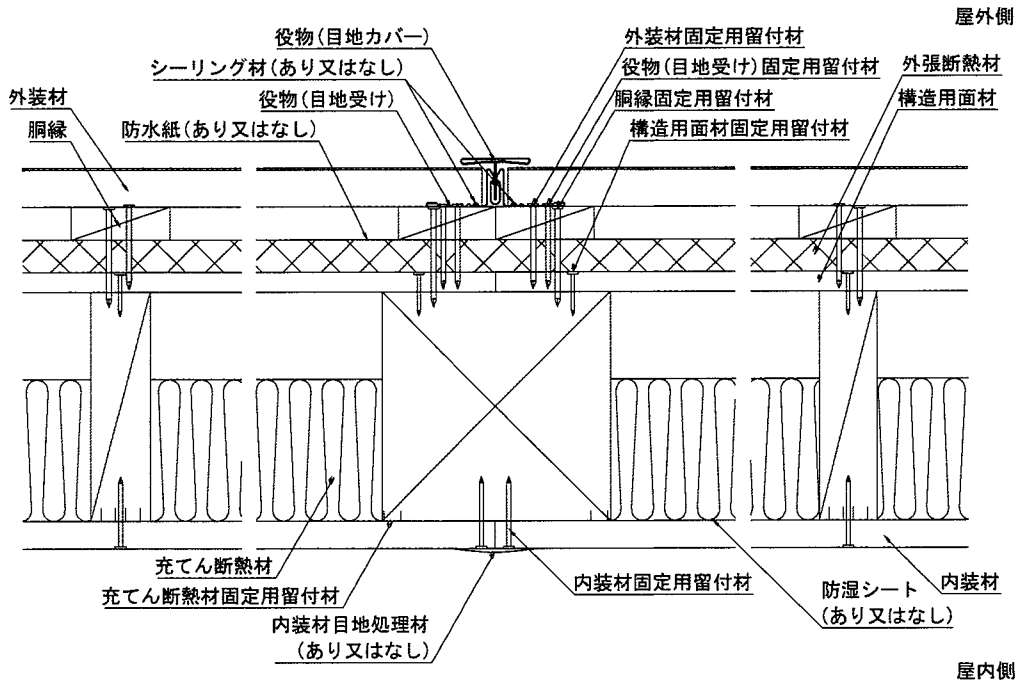 屋外側
役物(目地カバー)
シーリング材(あり又はなし)
役物(目地受け)
防水紙(あり又はなし)
外装材
胴縁
外装材固定用留付材
役物(目地受け)固定用留付材
胴縁固定用留付材
構造用面材固定用留付材
外張断熱材
構造用面材
充てん断熱材
充てん断熱材固定用留付材
内装材目地処理材
(あり又はなし)
内装材固定用留付材
防湿シート
(あり又はなし)
内装材
屋内側